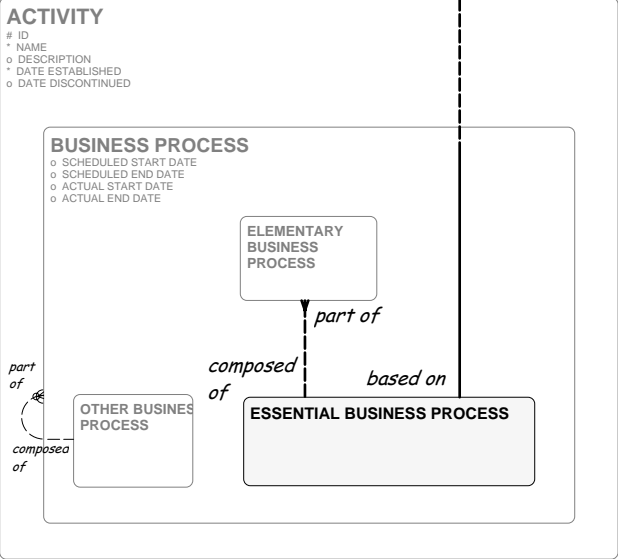 ACTIVITY
# ID
* NAME
o DESCRIPTION
* DATE ESTABLISHED
o DATE DISCONTINUED
BUSINESS PROCESS
o SCHEDULED START DATE
o SCHEDULED END DATE
o ACTUAL START DATE
o ACTUAL END DATE
ELEMENTARY
BUSINESS
PROCESS
part of
composed
of
based on
part
of
OTHER BUSINES
PROCESS
ESSENTIAL BUSINESS PROCESS
composed
of